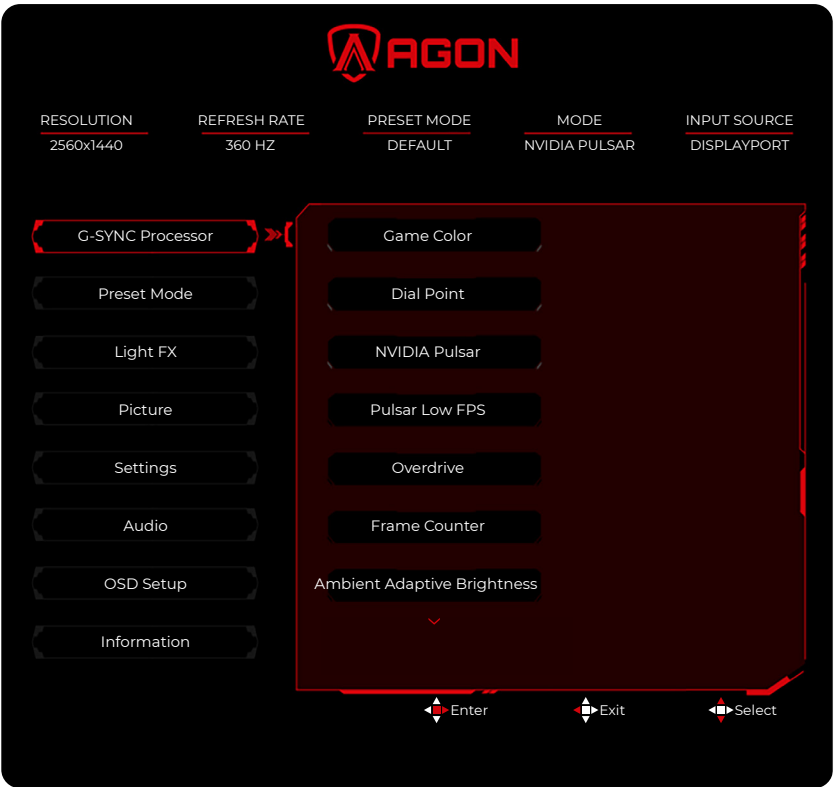 AGON
RESOLUTION
2560x1440
REFRESH RATE
360 HZ
PRESET MODE
DEFAULT
MODE
NVIDIA PULSAR
INPUT SOURCE
DISPLAYPORT
G-SYNC Processor
Preset Mode
Light FX
Picture
Settings
Audio
OSD Setup
Information
Game Color
Dial Point
NVIDIA Pulsar
Pulsar Low FPS
Overdrive
Frame Counter
Ambient Adaptive Brightness
Enter
Exit
Select